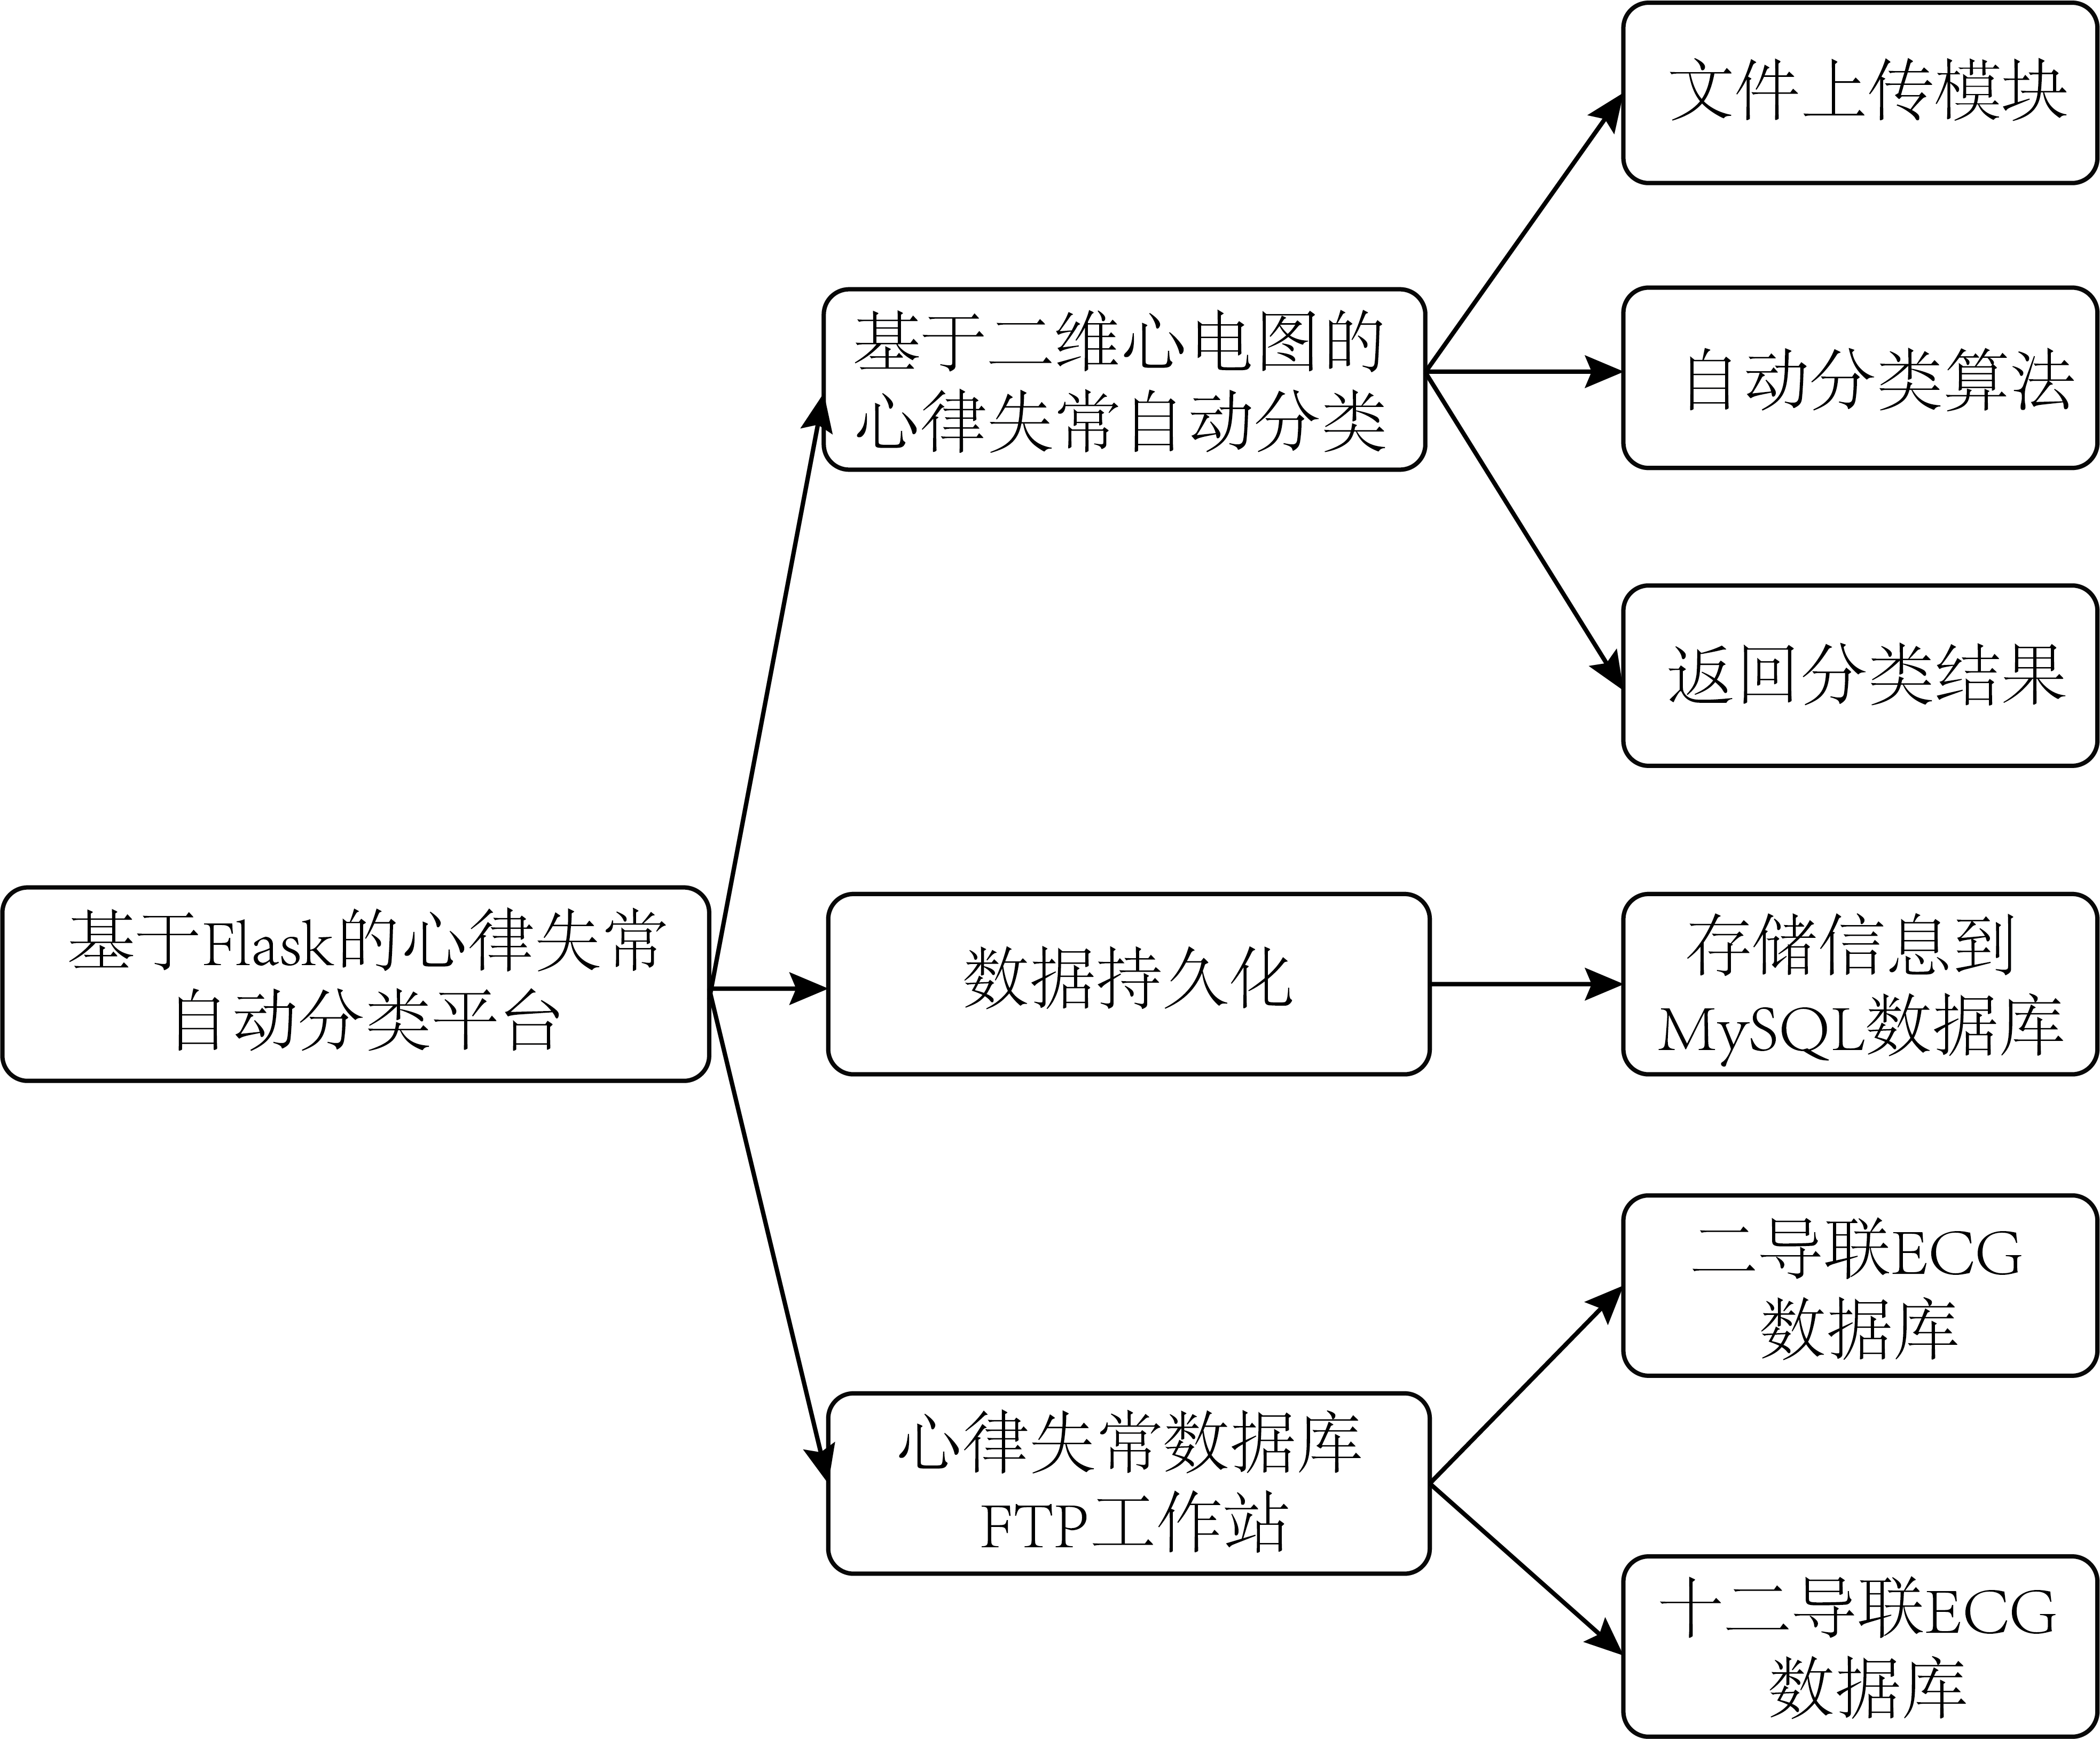 文件上传模块
基于二维心电图的
心律失常自动分类
自动分类算法
返回分类结果
基于Flask的心律失常
自动分类平台
数据持久化
存储信息到
MySQL数据库
心律失常数据库
FTP工作站
二导联ECG
数据库
十二导联ECG
数据库